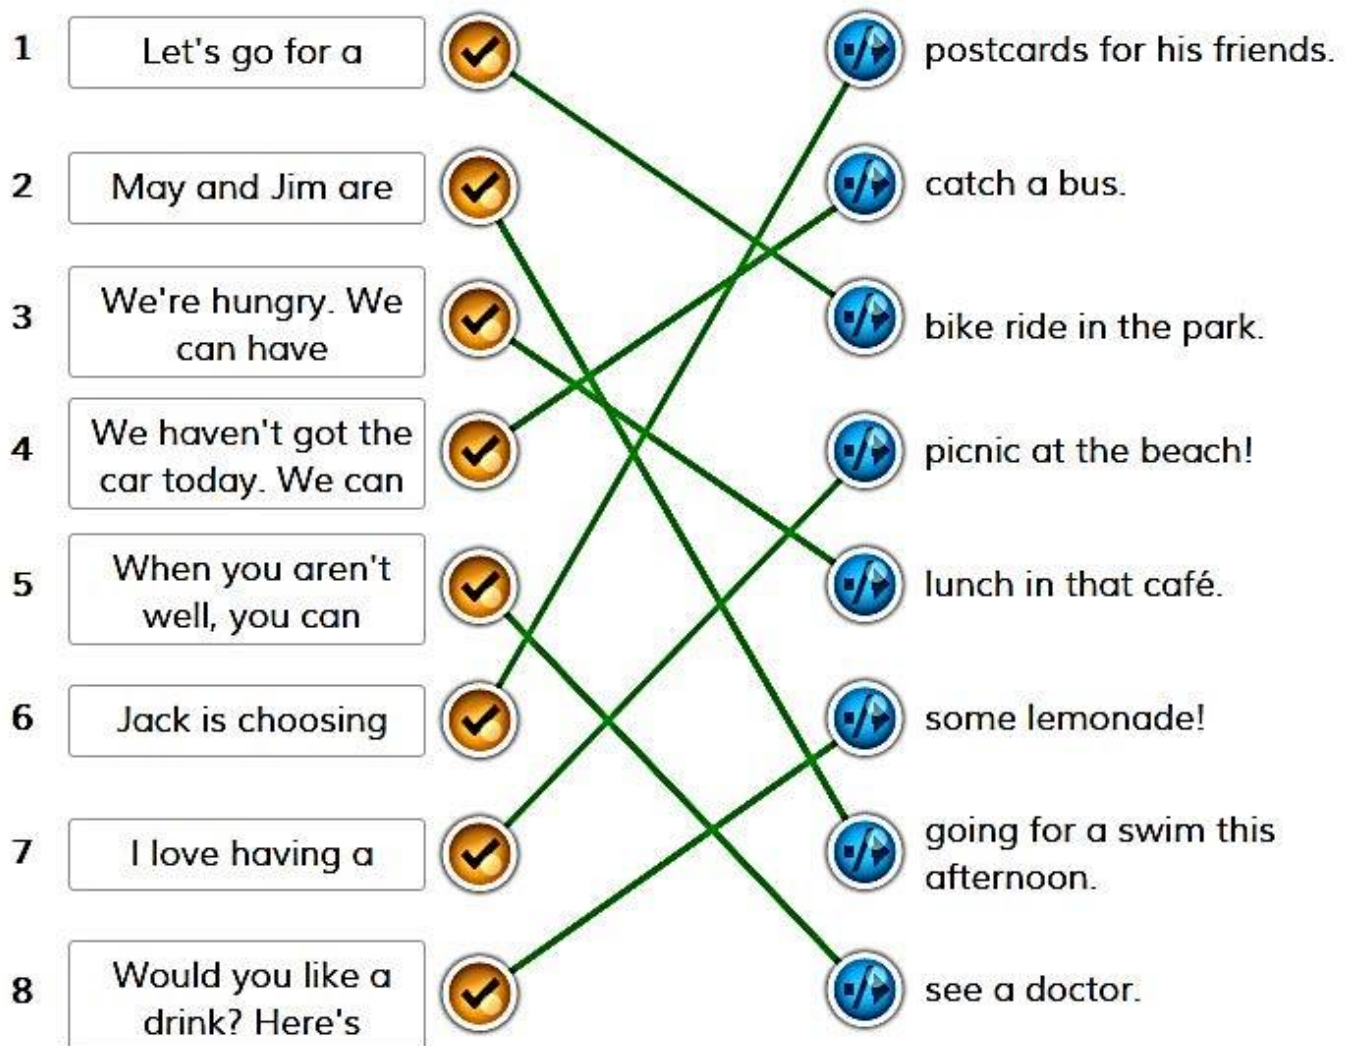 1 Let's go for a postcards for his friends.
2 May and Jim are catch a bus.
3 We're hungry. We
can have bike ride in the park.
4 We haven't got the
car today. We can picnic at the beach!
5 When you aren't
well, you can lunch in that café.
6 Jack is choosing some lemonade!
7 I love having a going for a swim this
afternoon.
8 Would you like a
drink? Here's see a doctor.